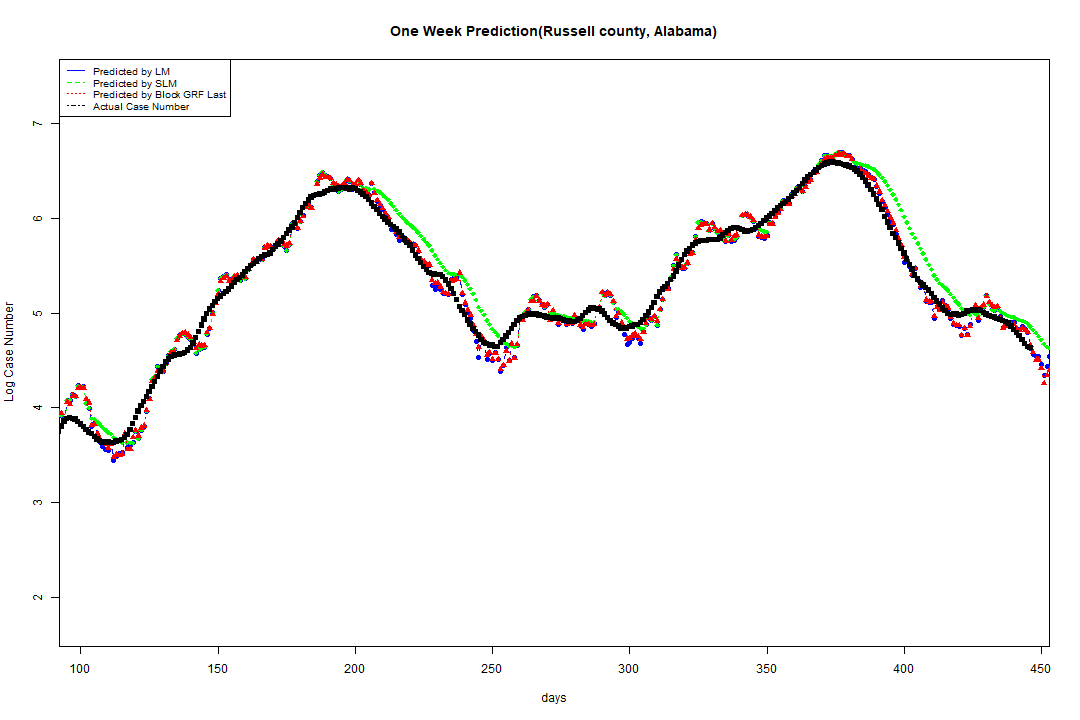 One Week Prediction(Russell county, Alabama)
Predicted by LM
Predicted by SLM
Predicted by Block GRF Last
Actual Case Number
Log Case Number
7
6
5
4
3
2
100 150 200 250 300 350 400 450
days